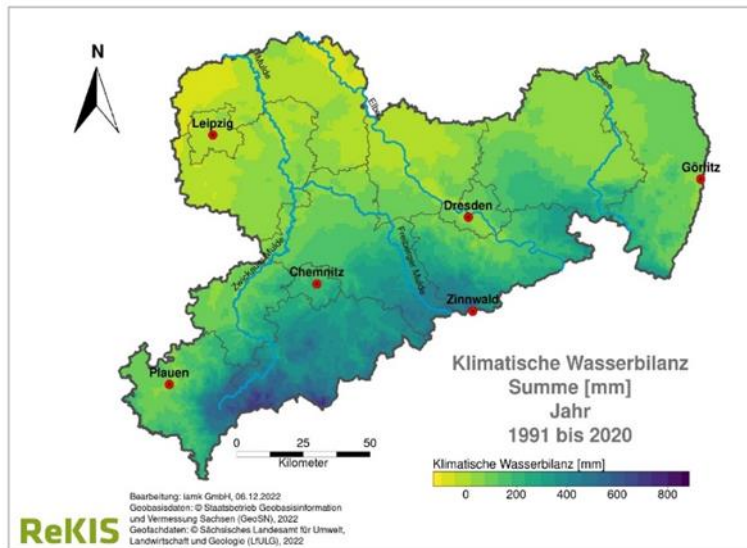 N
Mulde
Elbe
Spree
Leipzig
Görlitz
Dresden
Freiberger Mulde
Zwickauer Mulde
Chemnitz
Zinnwald
Plauen
Klimatische Wasserbilanz
Summe [mm]
Jahr
1991 bis 2020
0 25 50
Kilometer
Klimatische Wasserbilanz [mm]
0 200 400 600 800
ReKIS
Bearbeitung: iamk GmbH, 06.12.2022
Geobasisdaten: © Staatsbetrieb Geobasisinformation
und Vermessung Sachsen (GeoSN), 2022
Geofachdaten: © Sächsisches Landesamt für Umwelt,
Landwirtschaft und Geologie (LfULG), 2022